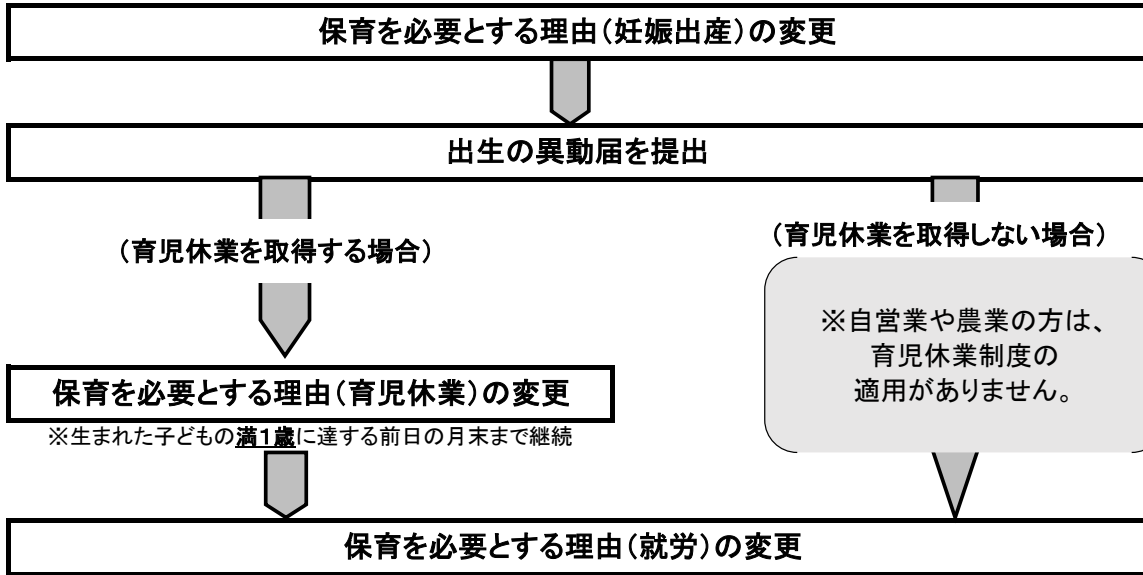 保育を必要とする理由(妊娠出産)の変更
出生の異動届を提出
(育児休業を取得する場合)
(育児休業を取得しない場合)
※自営業や農業の方は、
育児休業制度の
適用がありません。
保育を必要とする理由(育児休業)の変更
※生まれた子どもの満1歳に達する前日の月末まで継続
保育を必要とする理由(就労)の変更